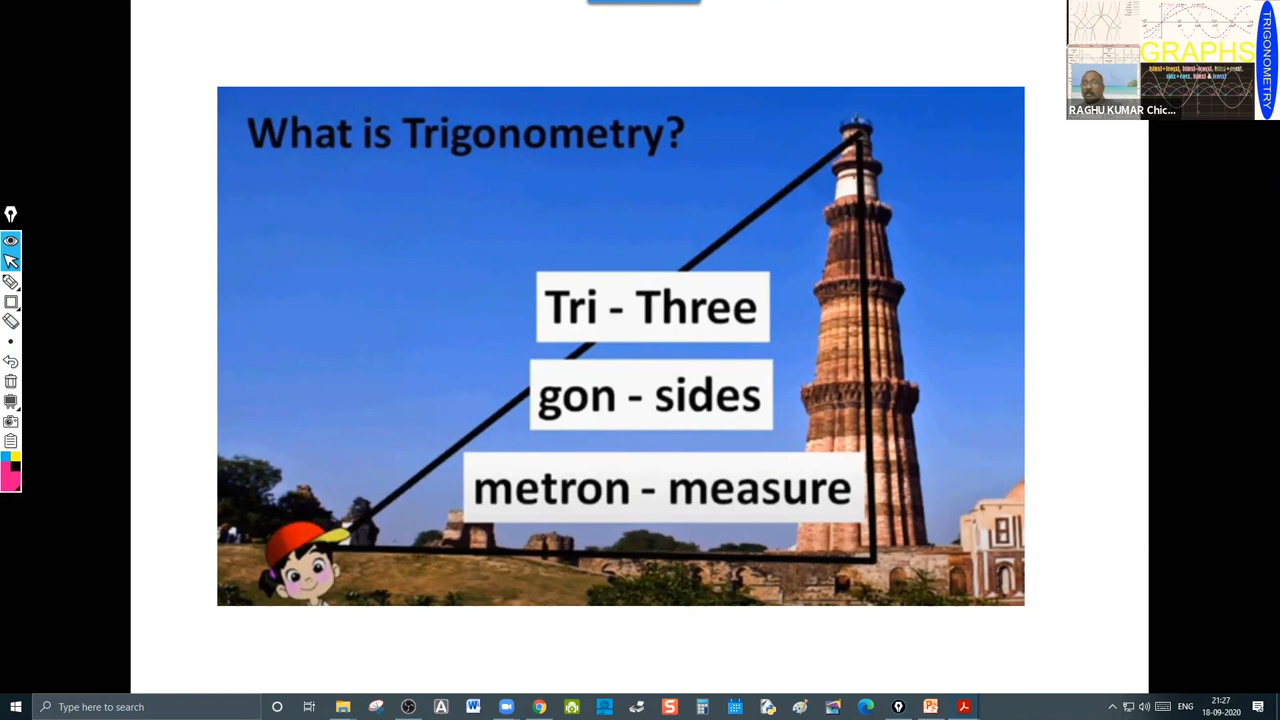 What is Trigonometry?
Tri - Three
gon - sides
metron - measure
GRAPHS
TRIGONOMETRY
RAGHU KUMAR Chic...
Type here to search
ENG
21:27
18-09-2020